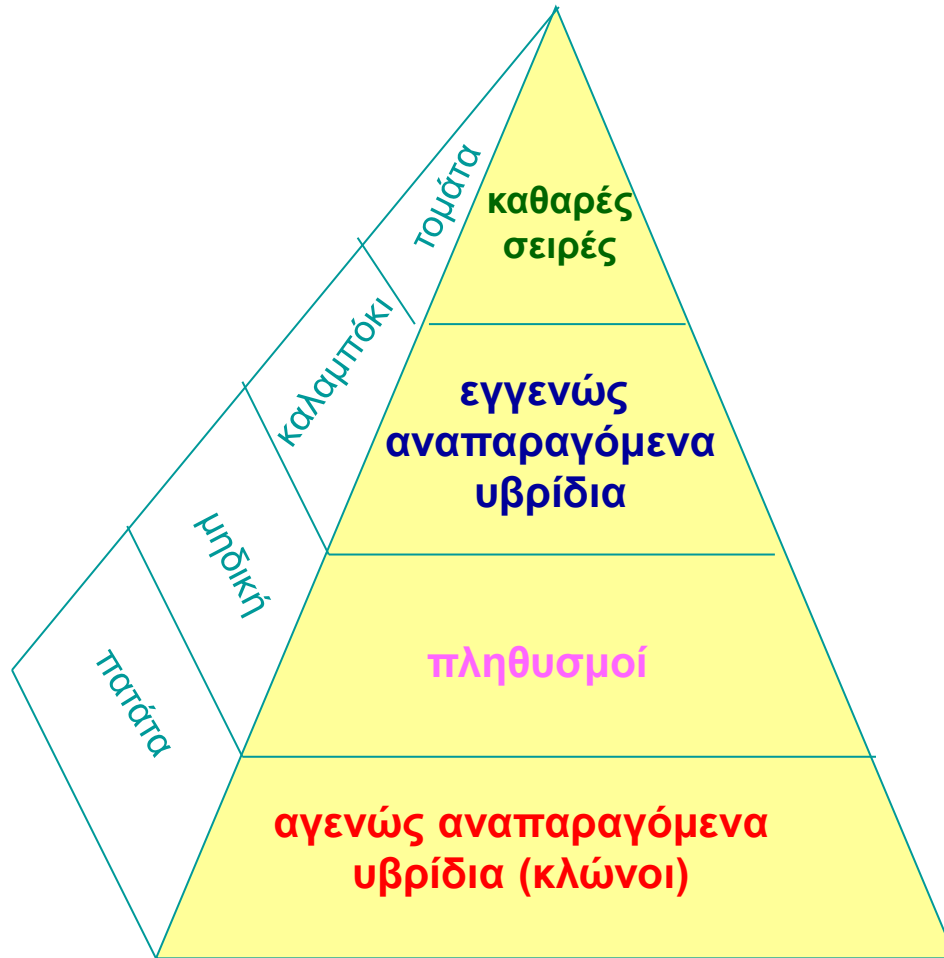 τομάτα
καθαρές
σειρές
καλαμπόκι
εγγενώς
αναπαραγόμενα
υβρίδια
μηδική
πληθυσμοί
πατάτα
αγενώς αναπαραγόμενα
υβρίδια (κλώνοι)